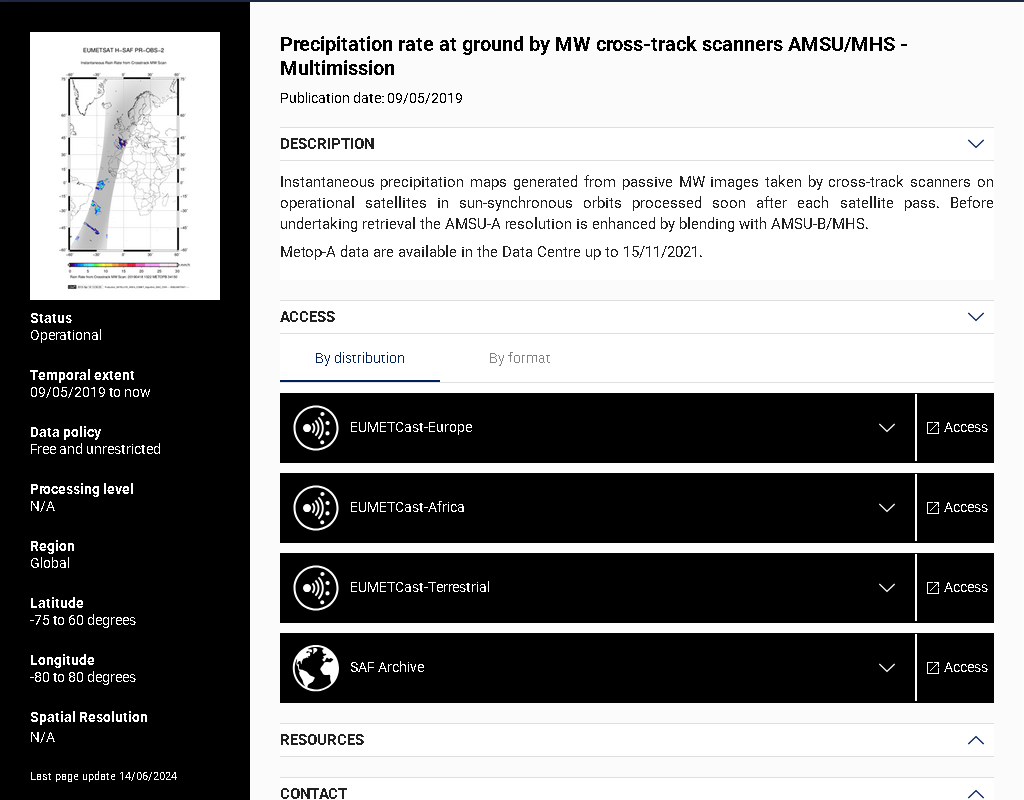 EUMETSAT H-SAF PR-OBS-2
Instantaneous Rain Rate from Crosstrack MW Scan
Status
Operational
Temporal extent
09/05/2019 to now
Data policy
Free and unrestricted
Processing level
N/A
Region
Global
Latitude
-75 to 60 degrees
Longitude
-80 to 80 degrees
Spatial Resolution
N/A
Last page update 14/06/2024
Precipitation rate at ground by MW cross-track scanners AMSU/MHS -
Multimission
Publication date: 09/05/2019
DESCRIPTION
Instantaneous precipitation maps generated from passive MW images taken by cross-track scanners on
operational satellites in sun-synchronous orbits processed soon after each satellite pass. Before
undertaking retrieval the AMSU-A resolution is enhanced by blending with AMSU-B/MHS.
Metop-A data are available in the Data Centre up to 15/11/2021.
ACCESS
By distribution By format
EUMETCast-Europe Access
EUMETCast-Africa Access
EUMETCast-Terrestrial Access
SAF Archive Access
RESOURCES
CONTACT